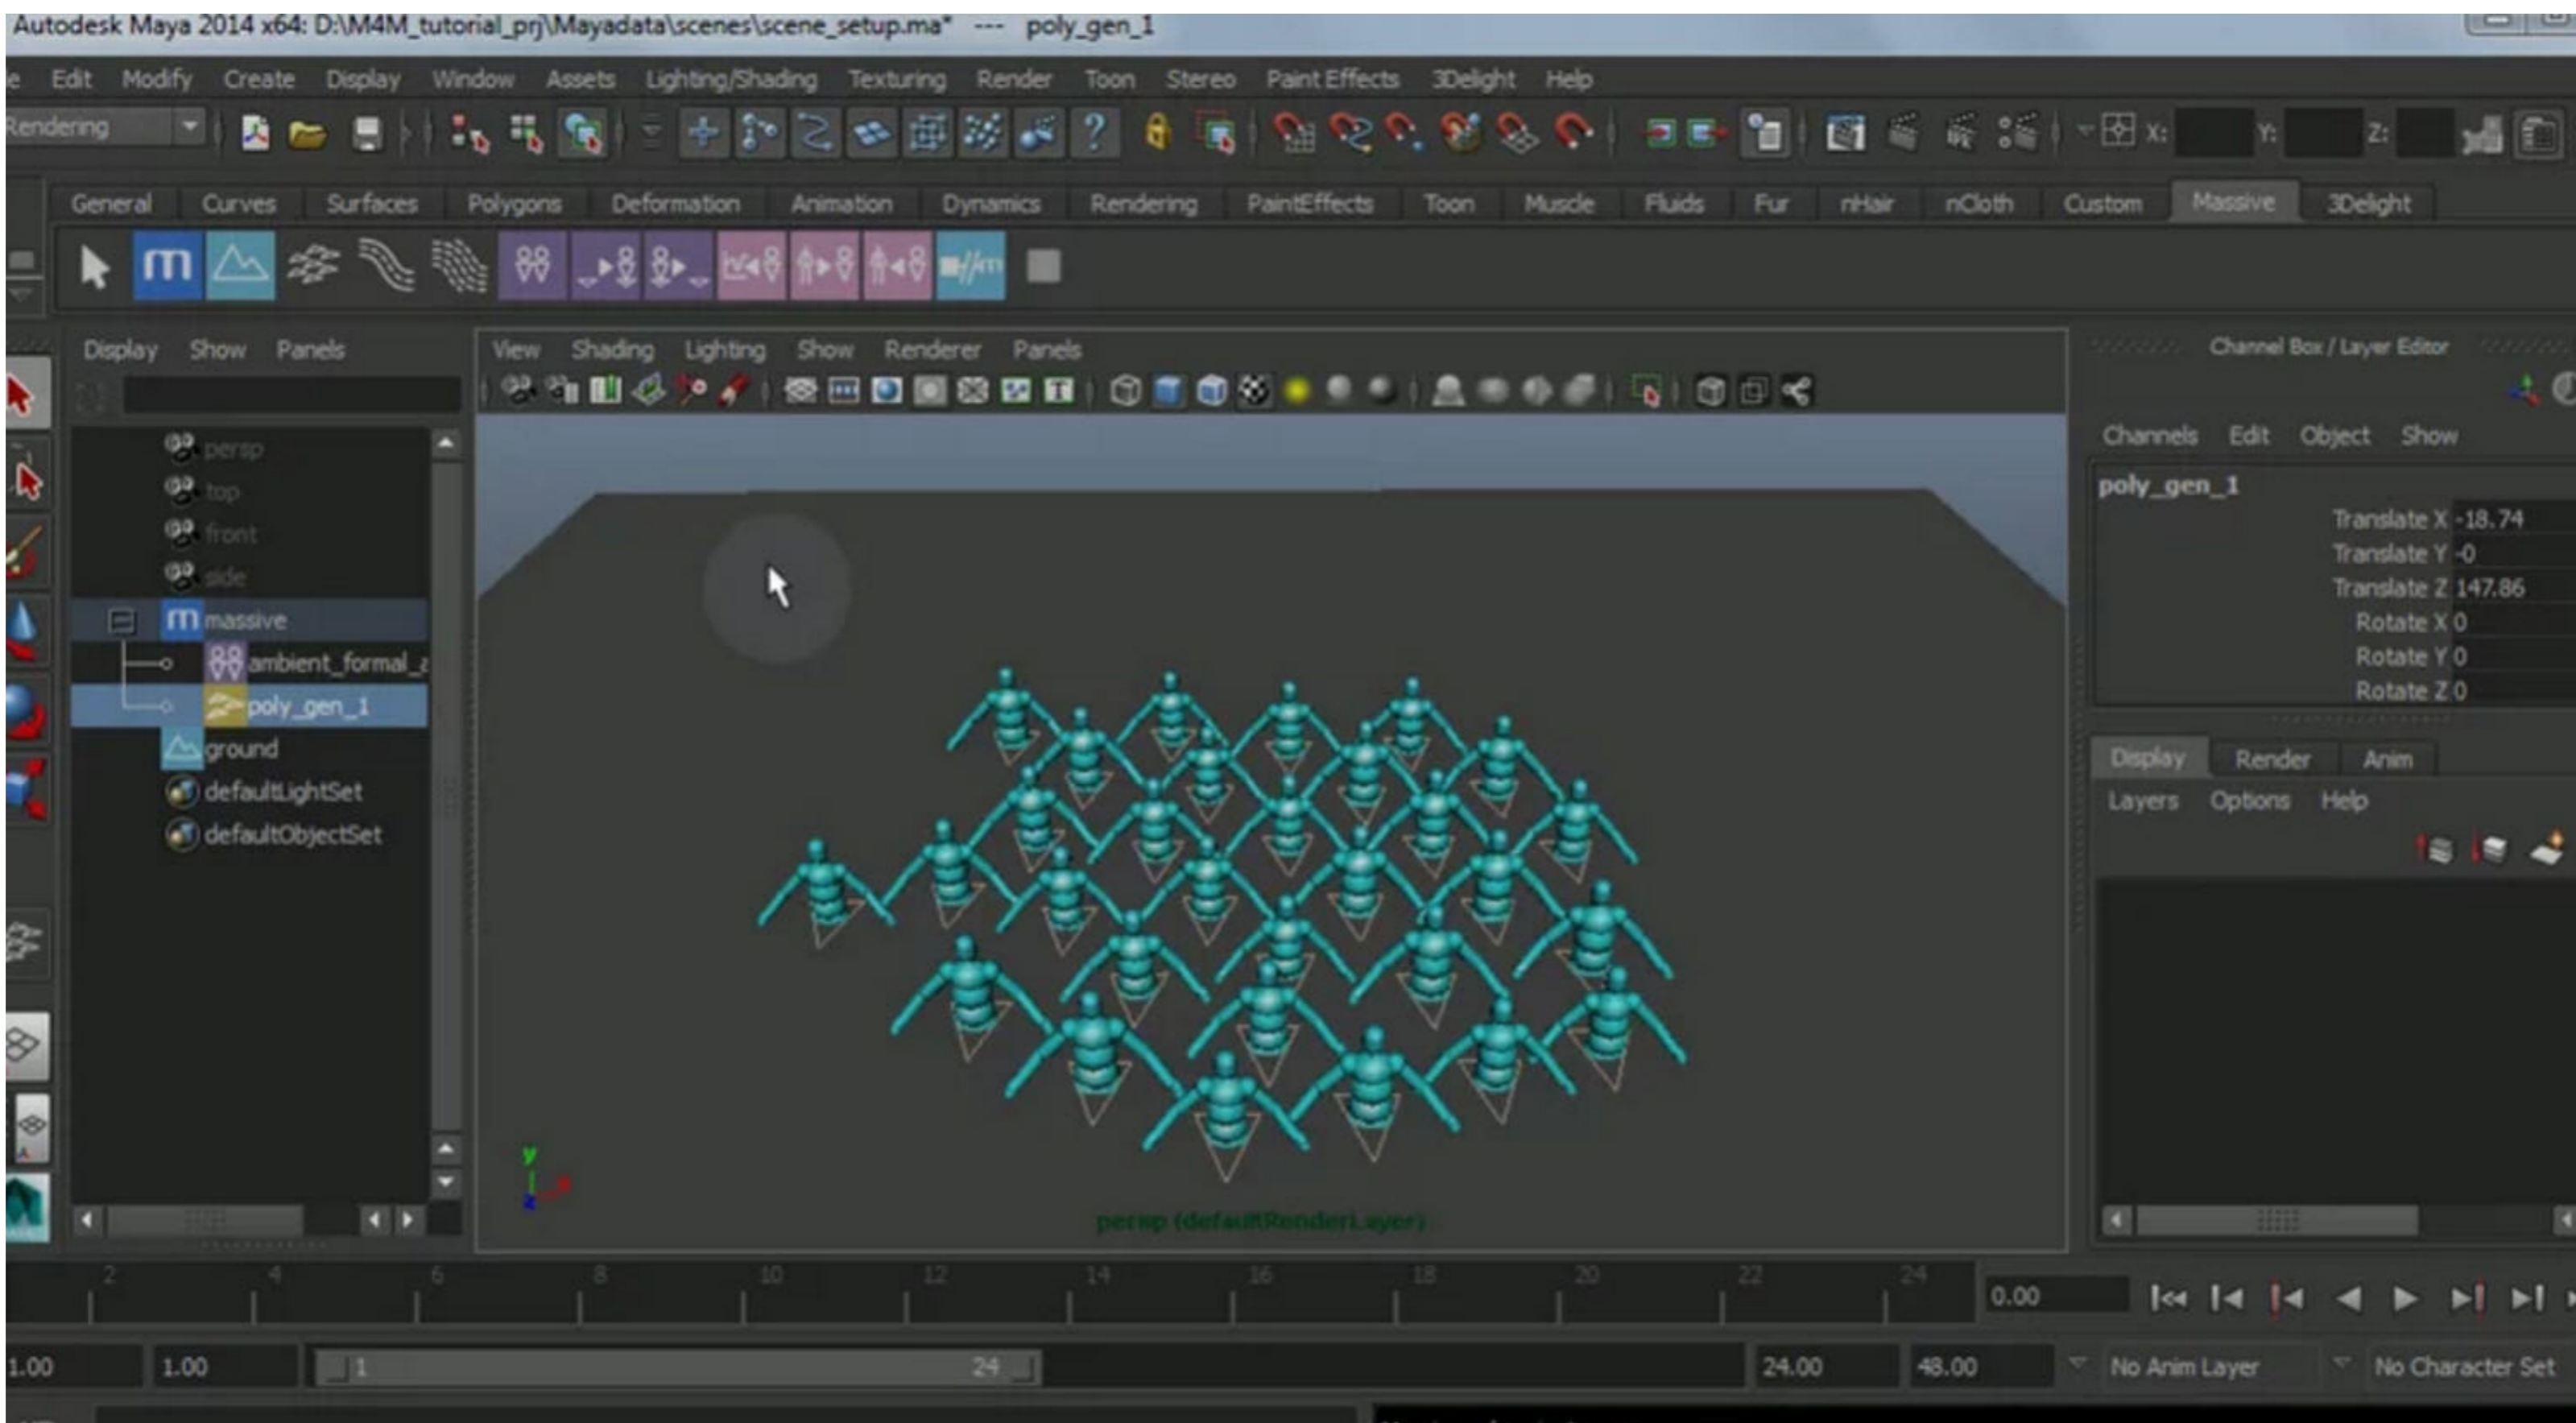 Autodesk Maya 2014 x64: D:\M4M_tutorial_prj\Mayadata\scenes\scene_setup.ma* --- poly_gen_1
e Edit Modify Create Display Window Assets Lighting/Shading Texturing Render Toon Stereo Paint Effects 3Delight Help
Rendering X: Y: Z:
General Curves Surfaces Polygons Deformation Animation Dynamics Rendering PaintEffects Toon Muscle Fluids Fur nHair nCloth Custom Massive 3Delight
Display Show Panels
View Shading Lighting Show Renderer Panels
Channel Box / Layer Editor
persp
top
front
side
massive
ambient_formal_a
poly_gen_1
ground
defaultLightSet
defaultObjectSet
Channels Edit Object Show
poly_gen_1
Translate X -18.74
Translate Y -0
Translate Z 147.86
Rotate X 0
Rotate Y 0
Rotate Z 0
Display Render Anim
Layers Options Help
y
x
z
persp (defaultRenderLayer)
2 4 6 8 10 12 14 16 18 20 22 24
0.00
1.00 1.00 1 24 24.00 48.00 No Anim Layer No Character Set